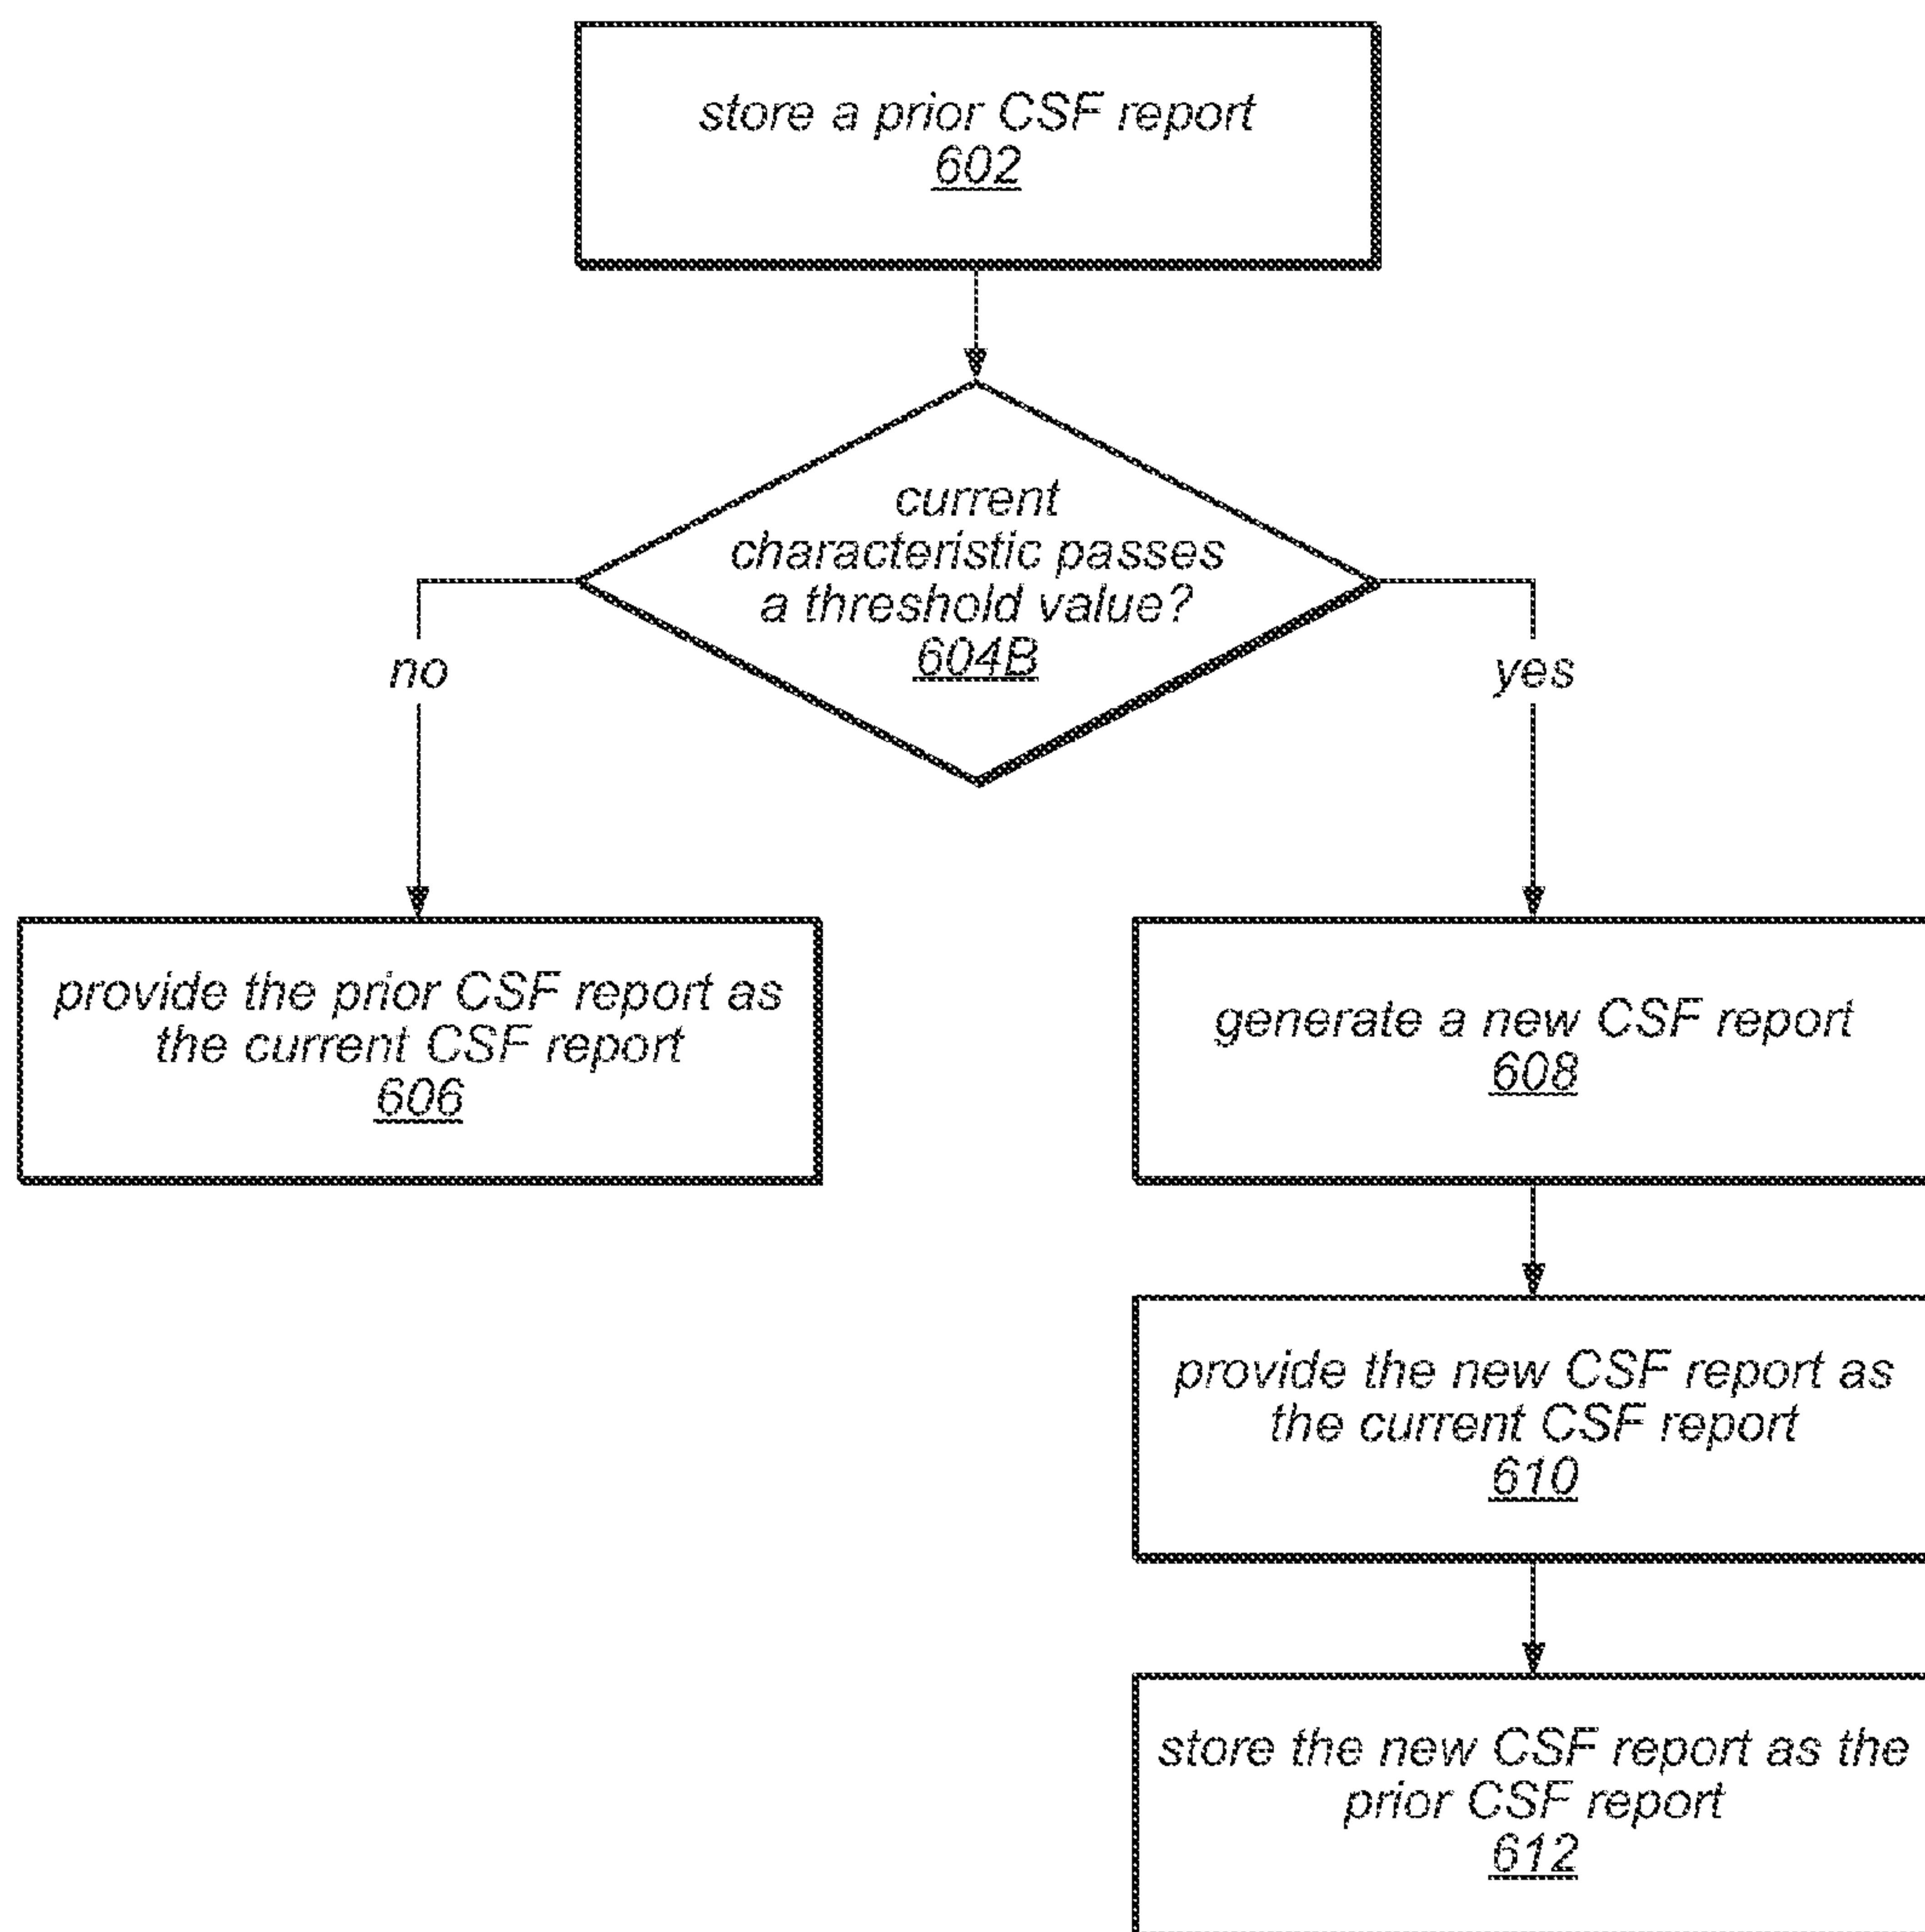 store a prior CSF report
602
current
characteristic passes
a threshold value?
604B
no
yes
provide the prior CSF report as
the current CSF report
606
generate a new CSF report
608
provide the new CSF report as
the current CSF report
610
store the new CSF report as the
prior CSF report
612